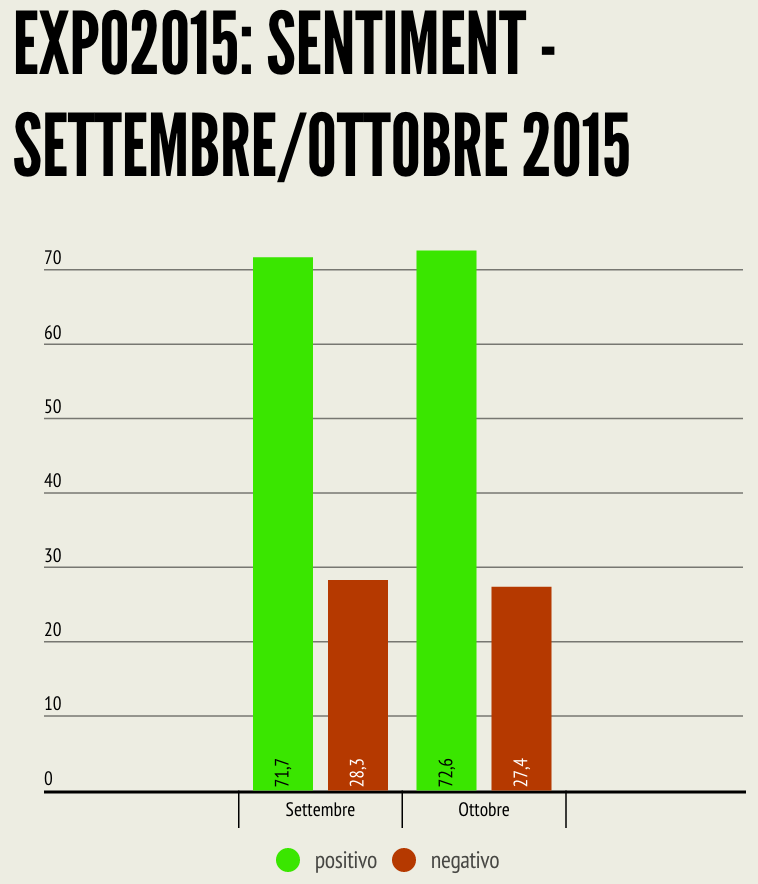 EXPO2015: SENTIMENT -
SETTEMBRE/OTTOBRE 2015
70
60
50
40
30
20
10
0
71,7
28,3
72,6
27,4
Settembre
Ottobre
positivo
negativo